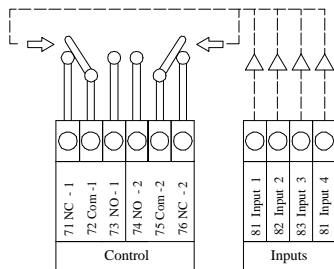 71 NC - 1
72 Com -1
73 NO - 1
74 NO - 2
75 Com -2
76 NC - 2
81 Input 1
82 Input 2
83 Input 3
81 Input 4
Control
Inputs